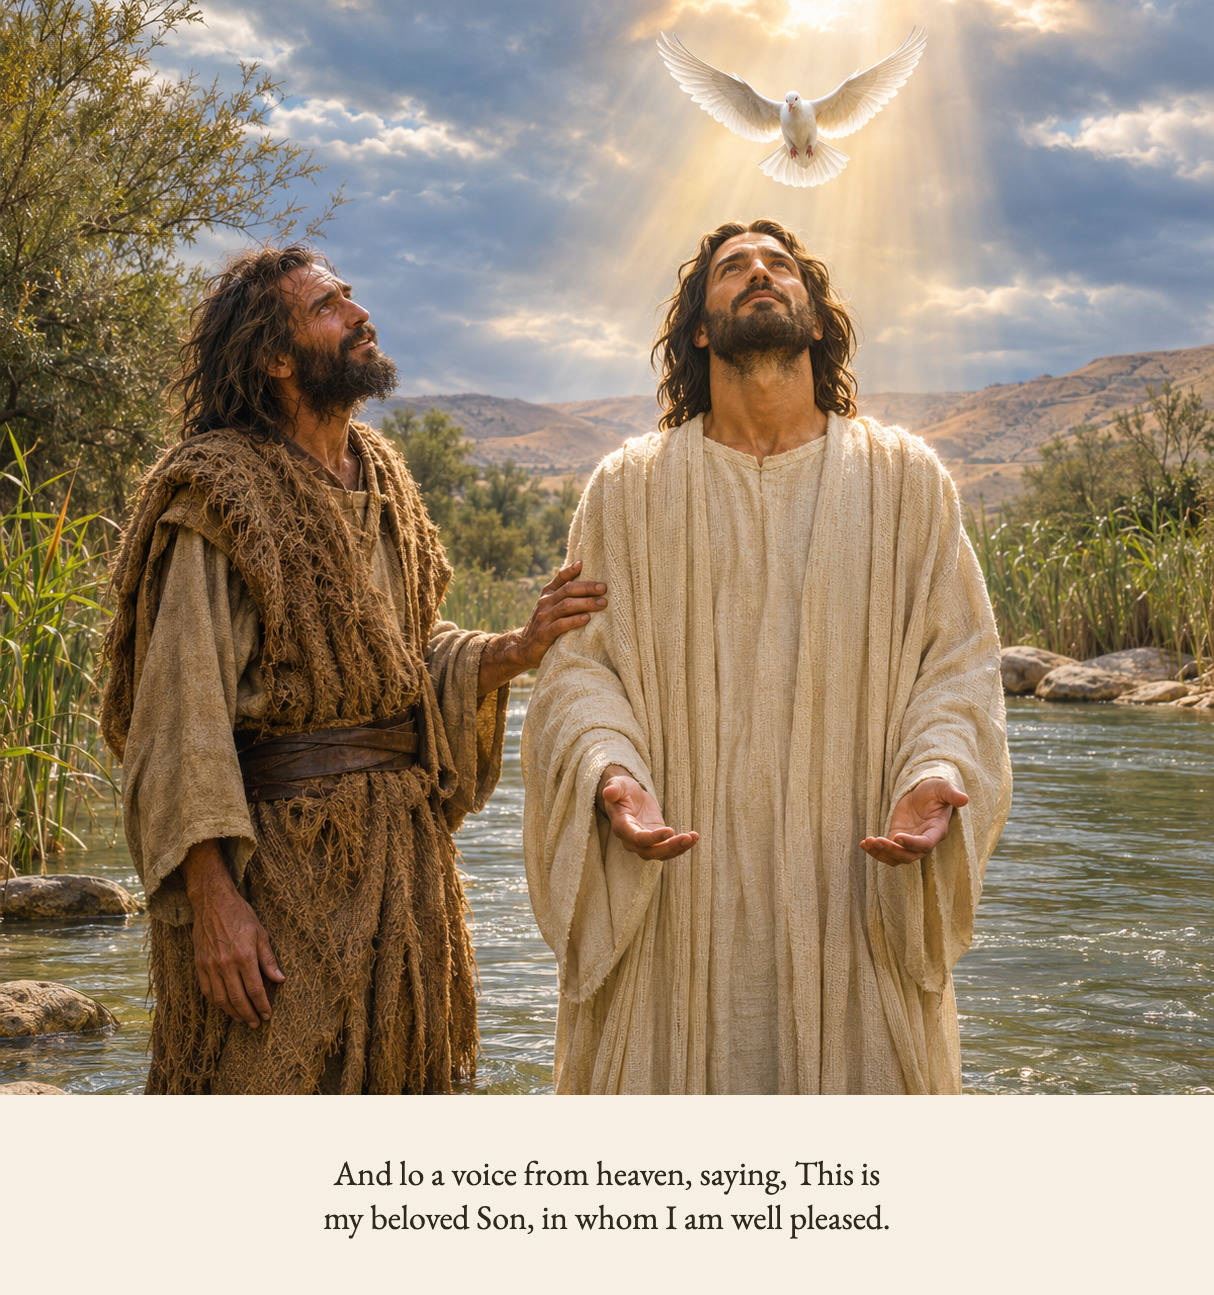 And lo a voice from heaven, saying, This is
my beloved Son, in whom I am well pleased.